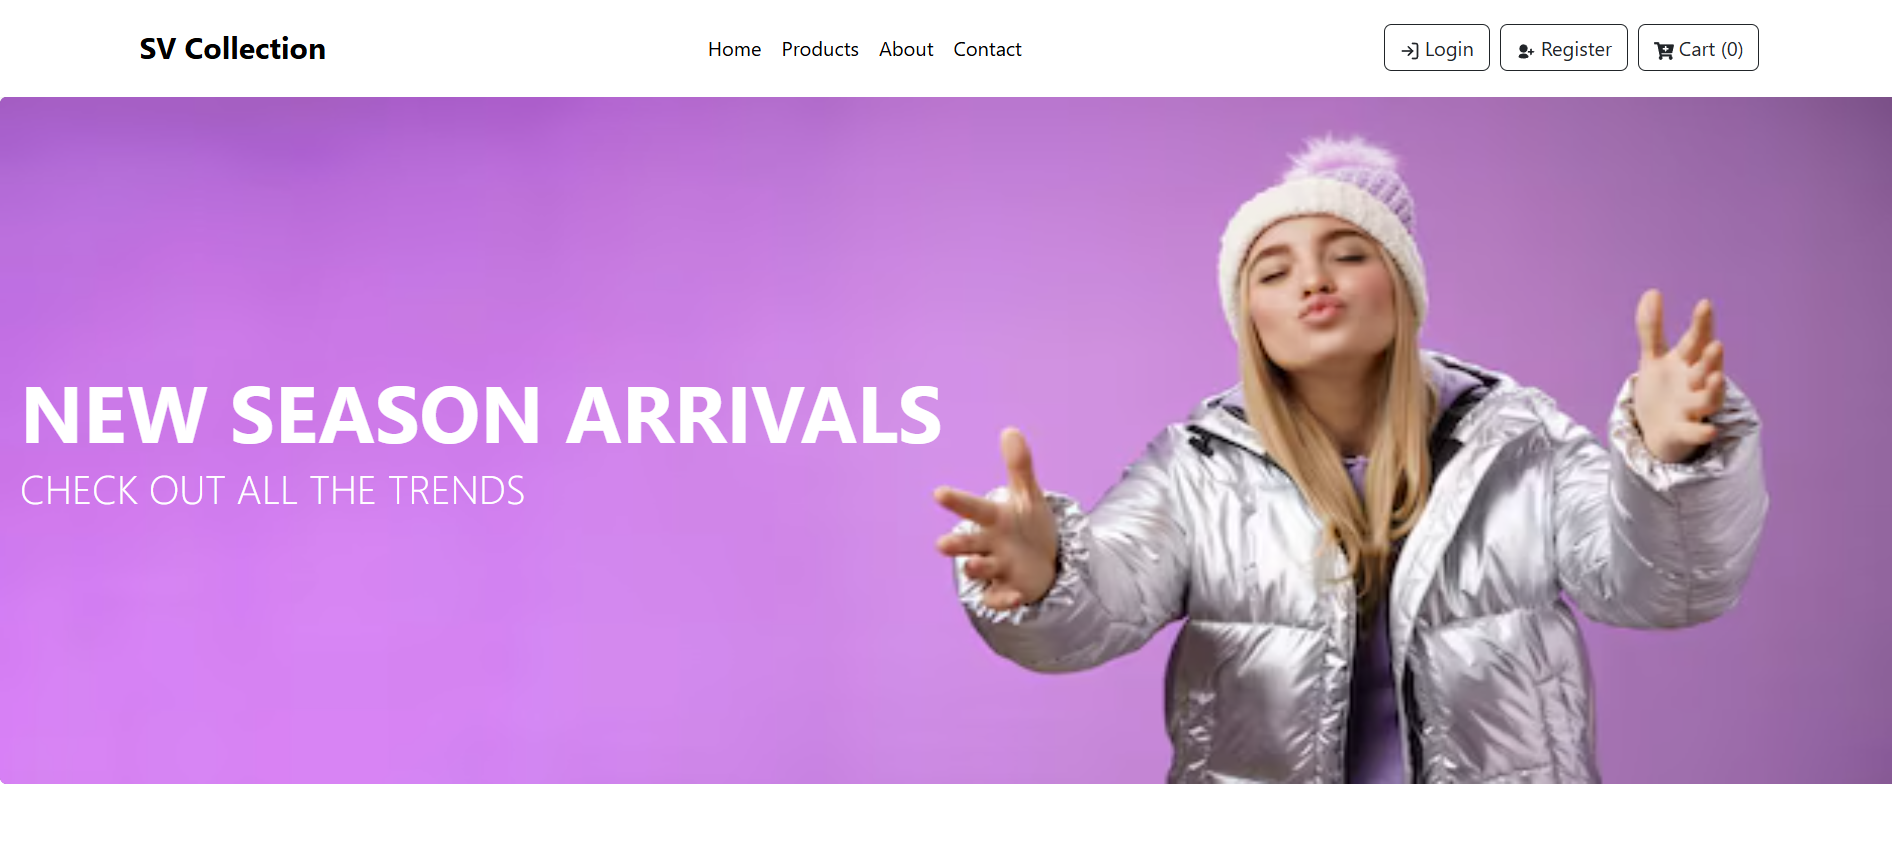 SV Collection
Home Products About Contact
Login Register Cart (0)
NEW SEASON ARRIVALS
CHECK OUT ALL THE TRENDS